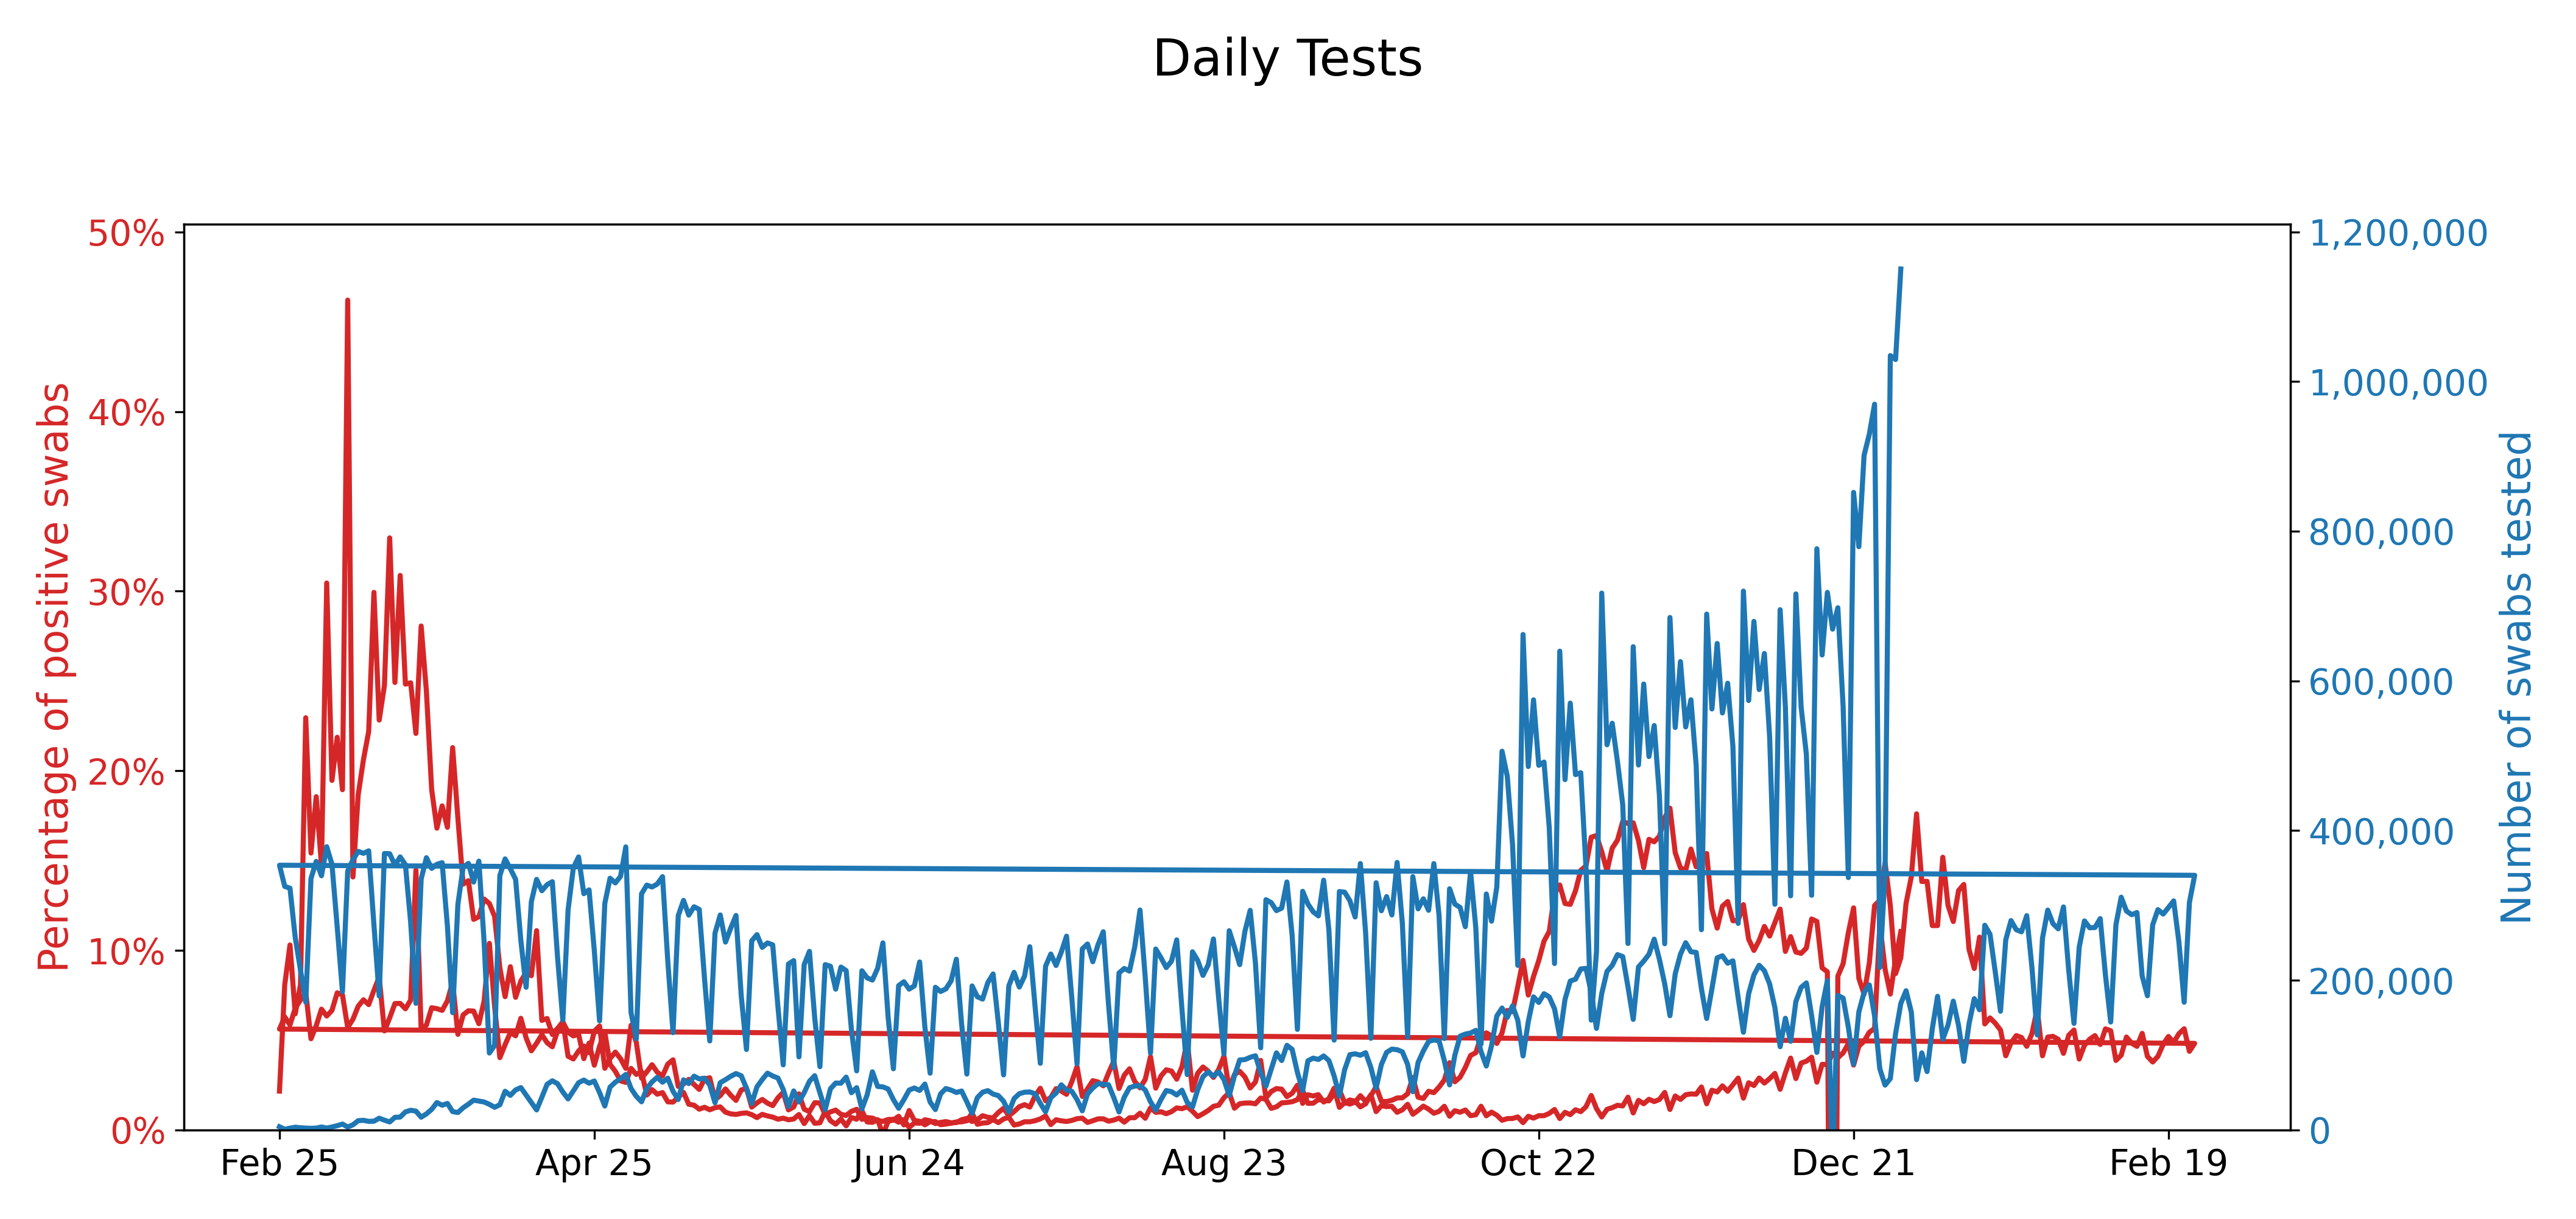 Daily Tests
Percentage of positive swabs
50%
40%
30%
20%
10%
0%
1,200,000
1,000,000
800,000
600,000
400,000
200,000
0
Number of swabs tested
Feb 25
Apr 25
Jun 24
Aug 23
Oct 22
Dec 21
Feb 19